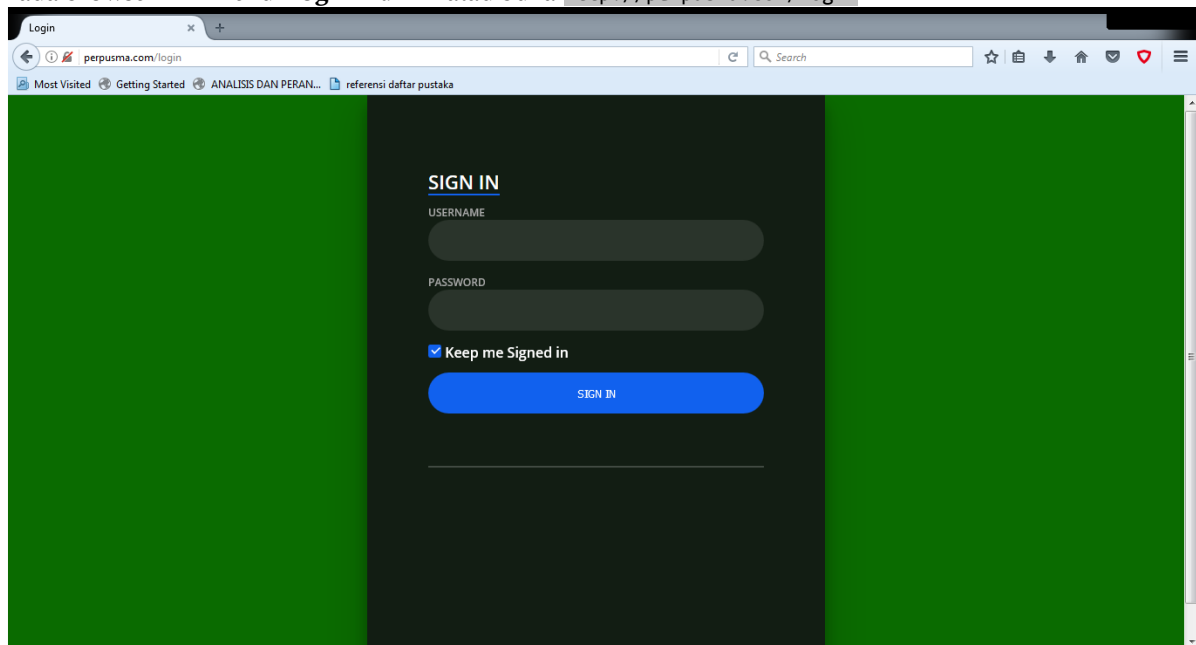 Login
perpusma.com/login
Search
Most Visited Getting Started ANALISIS DAN PERAN... referensi daftar pustaka
SIGN IN
USERNAME
PASSWORD
Keep me Signed in
SIGN IN